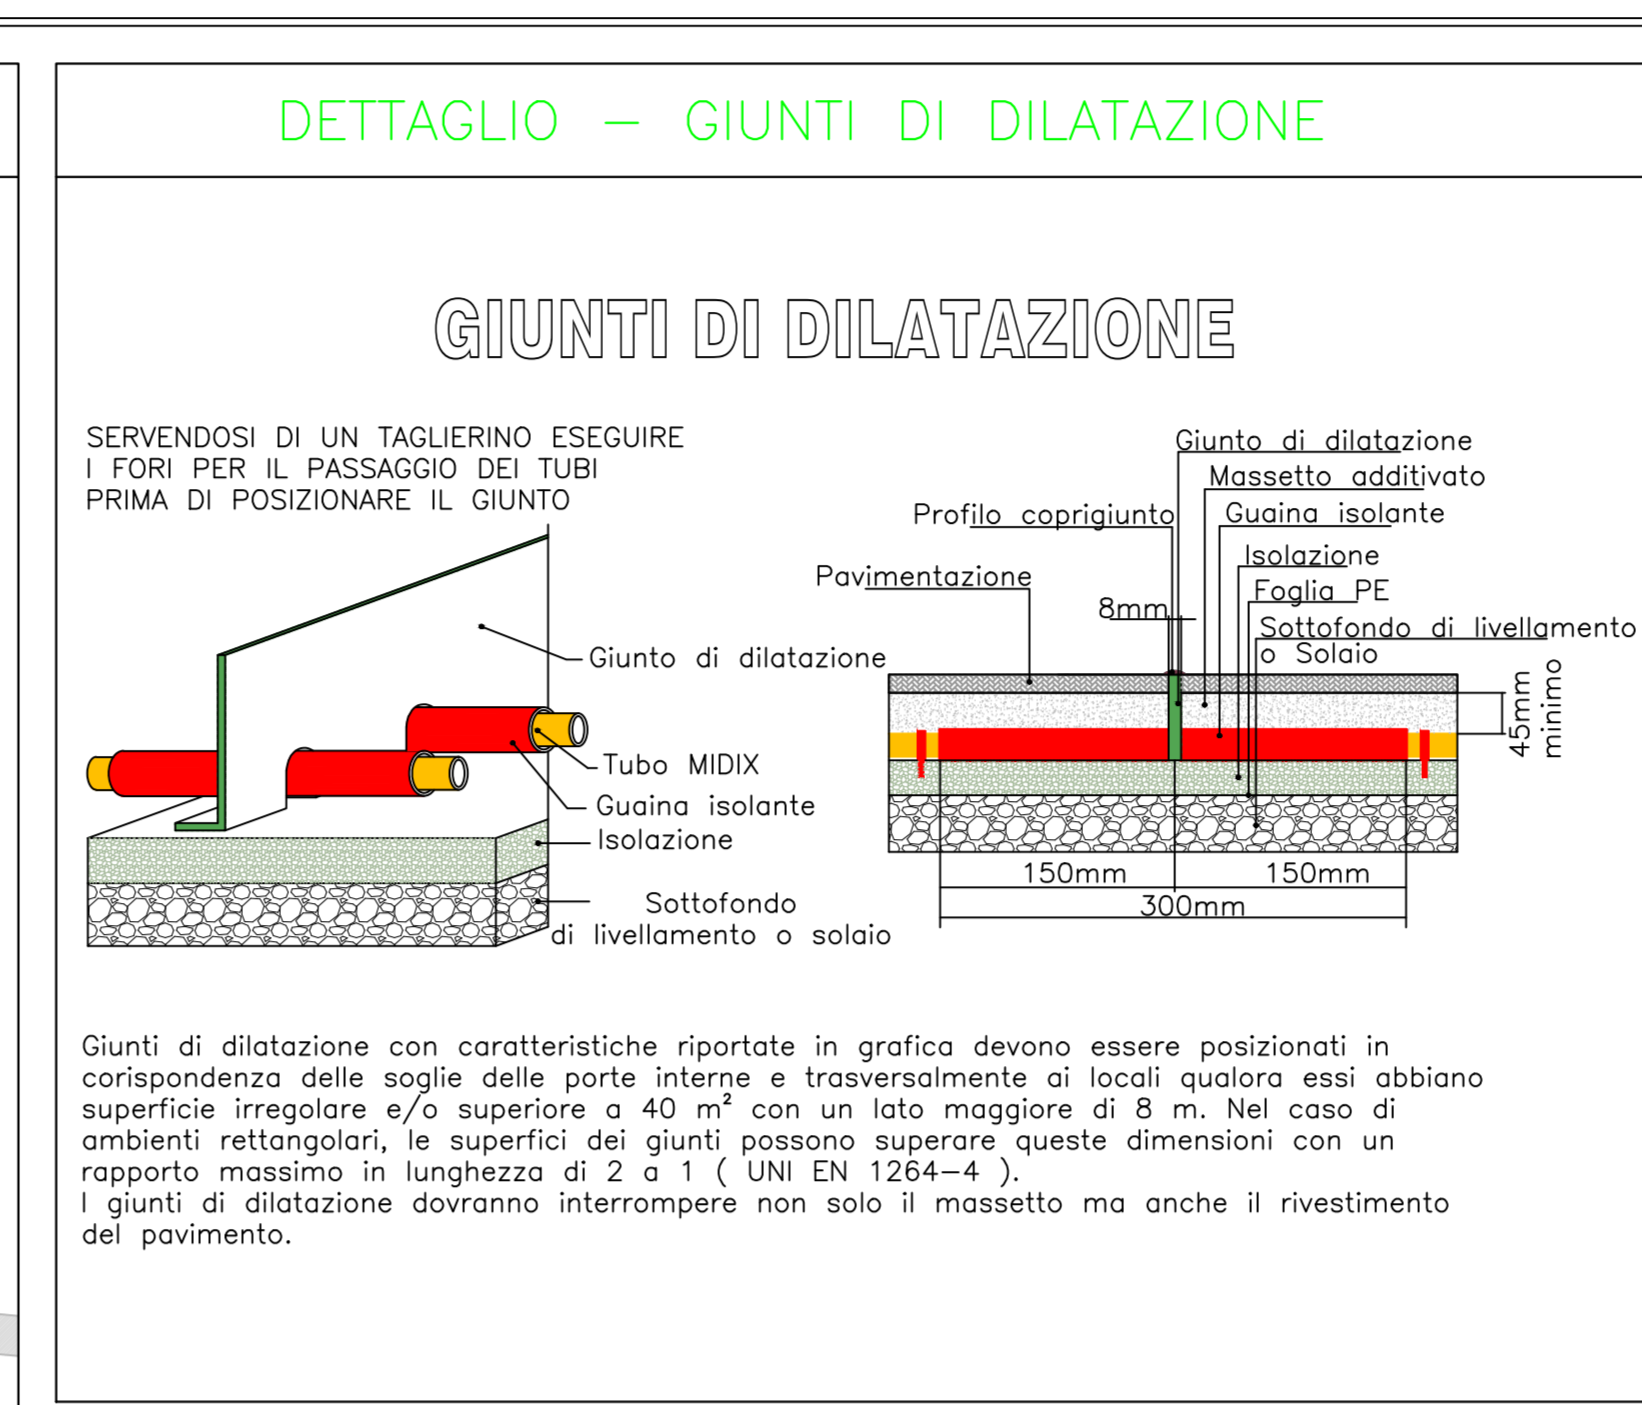 DETTAGLIO – GIUNTI DI DILATAZIONE
GIUNTI DI DILATAZIONE
SERVENDOSI DI UN TAGLIERINO ESEGUIRE
I FORI PER IL PASSAGGIO DEI TUBI
PRIMA DI POSIZIONARE IL GIUNTO
Giunto di dilatazione
Tubo MIDIX
Guaina isolante
Isolazione
Sottofondo
di livellamento o solaio
Giunto di dilatazione
Massetto additivato
Profilo coprigiunto
Guaina isolante
Isolazione
Pavimentazione
Foglia PE
8mm
Sottofondo di livellamento
o Solaio
45mm
minimo
150mm
150mm
300mm
Giunti di dilatazione con caratteristiche riportate in grafica devono essere posizionati in
corispondenza delle soglie delle porte interne e trasversalmente ai locali qualora essi abbiano
superficie irregolare e/o superiore a 40 m² con un lato maggiore di 8 m. Nel caso di
ambienti rettangolari, le superfici dei giunti possono superare queste dimensioni con un
rapporto massimo in lunghezza di 2 a 1 ( UNI EN 1264–4 ).
I giunti di dilatazione dovranno interrompere non solo il massetto ma anche il rivestimento
del pavimento.